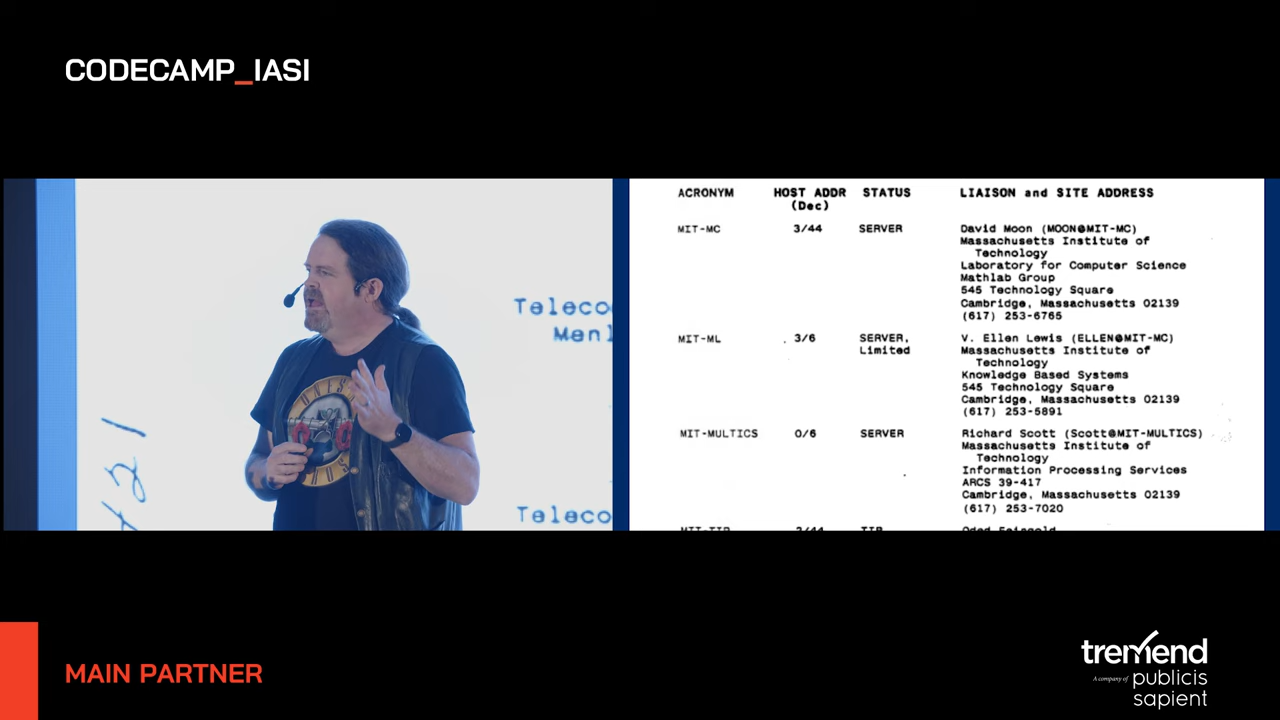 CODECAMP_IASI
Teleco
Menl
421
Teleco
ACRONYM HOST ADDR STATUS LIAISON and SITE ADDRESS
(Dec)
MIT-MC 3/44 SERVER David Moon (MOON@MIT-MC)
Massachusetts Institute of
Technology
Laboratory for Computer Science
Mathlab Group
545 Technology Square
Cambridge, Massachusetts 02139
(617) 253-6765
MIT-ML 3/6 SERVER, V. Ellen Lewis (ELLEN@MIT-MC)
Limited Massachusetts Institute of
Technology
Knowledge Based Systems
545 Technology Square
Cambridge, Massachusetts 02139
(617) 253-5891
MIT-MULTICS 0/6 SERVER Richard Scott (Scott@MIT-MULTICS)
Massachusetts Institute of
Technology
Information Processing Services
ARCS 39-417
Cambridge, Massachusetts 02139
(617) 253-7020
MAIN PARTNER
tremend
A company of publicis
sapient